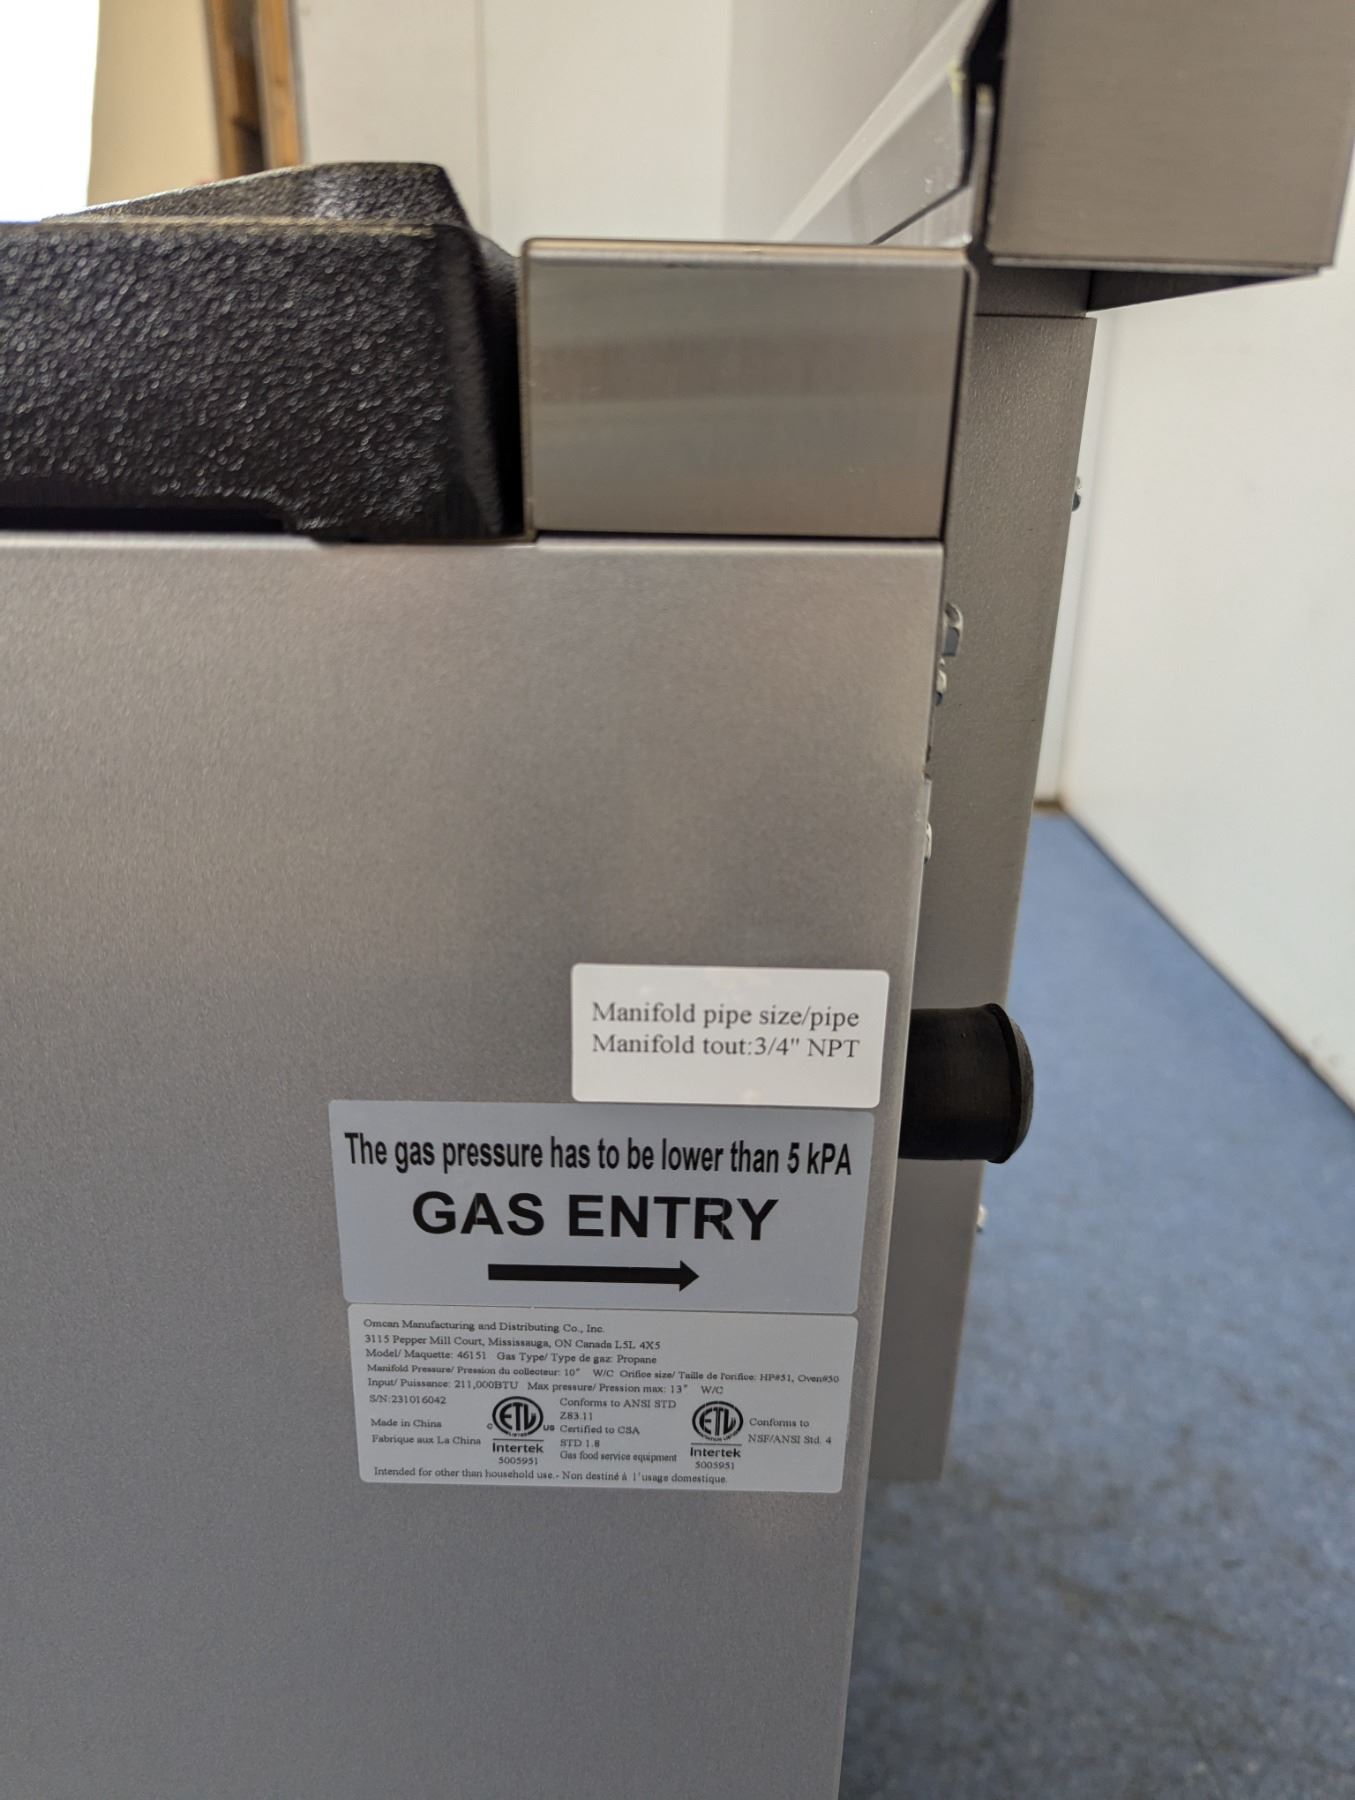 Manifold pipe size/pipe
Manifold tout:3/4" NPT
The gas pressure has to be lower than 5 kPA
GAS ENTRY
Omcan Manufacturing and Distributing Co., Inc.
3115 Pepper Mill Court, Mississauga, ON Canada L5L 4X5
Model/ Maquette: 46151 Gas Type/ Type de gaz: Propane
Manifold Pressure/ Pression du collecteur: 10" W/C Orifice size/ Taille de l'orifice: HP#51, Oven#50
Input/ Puissance: 211,000BTU Max pressure/ Pression max: 13" W/C
S/N:231016042
Made in China
Fabrique aux La China
C ETL US
LISTED
Intertek
5005951
Conforms to ANSI STD
Z83.11
Certified to CSA
STD 1.8
Gas food service equipment
ETL
Intertek
5005951
Conforms to
NSF/ANSI Std. 4
Intended for other than household use.- Non destiné à l'usage domestique.